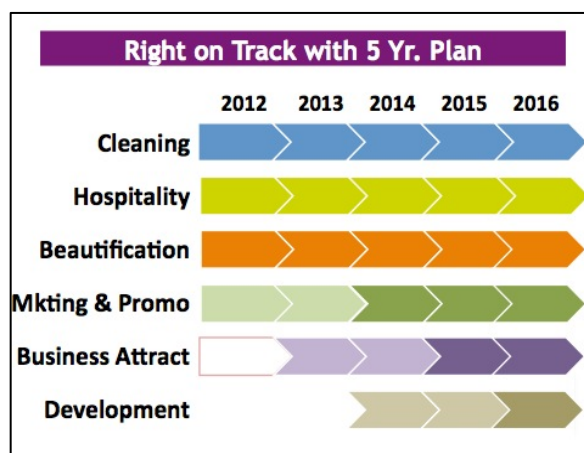 Right on Track with 5 Yr. Plan
2012 2013 2014 2015 2016
Cleaning
Hospitality
Beautification
Mkting & Promo
Business Attract
Development